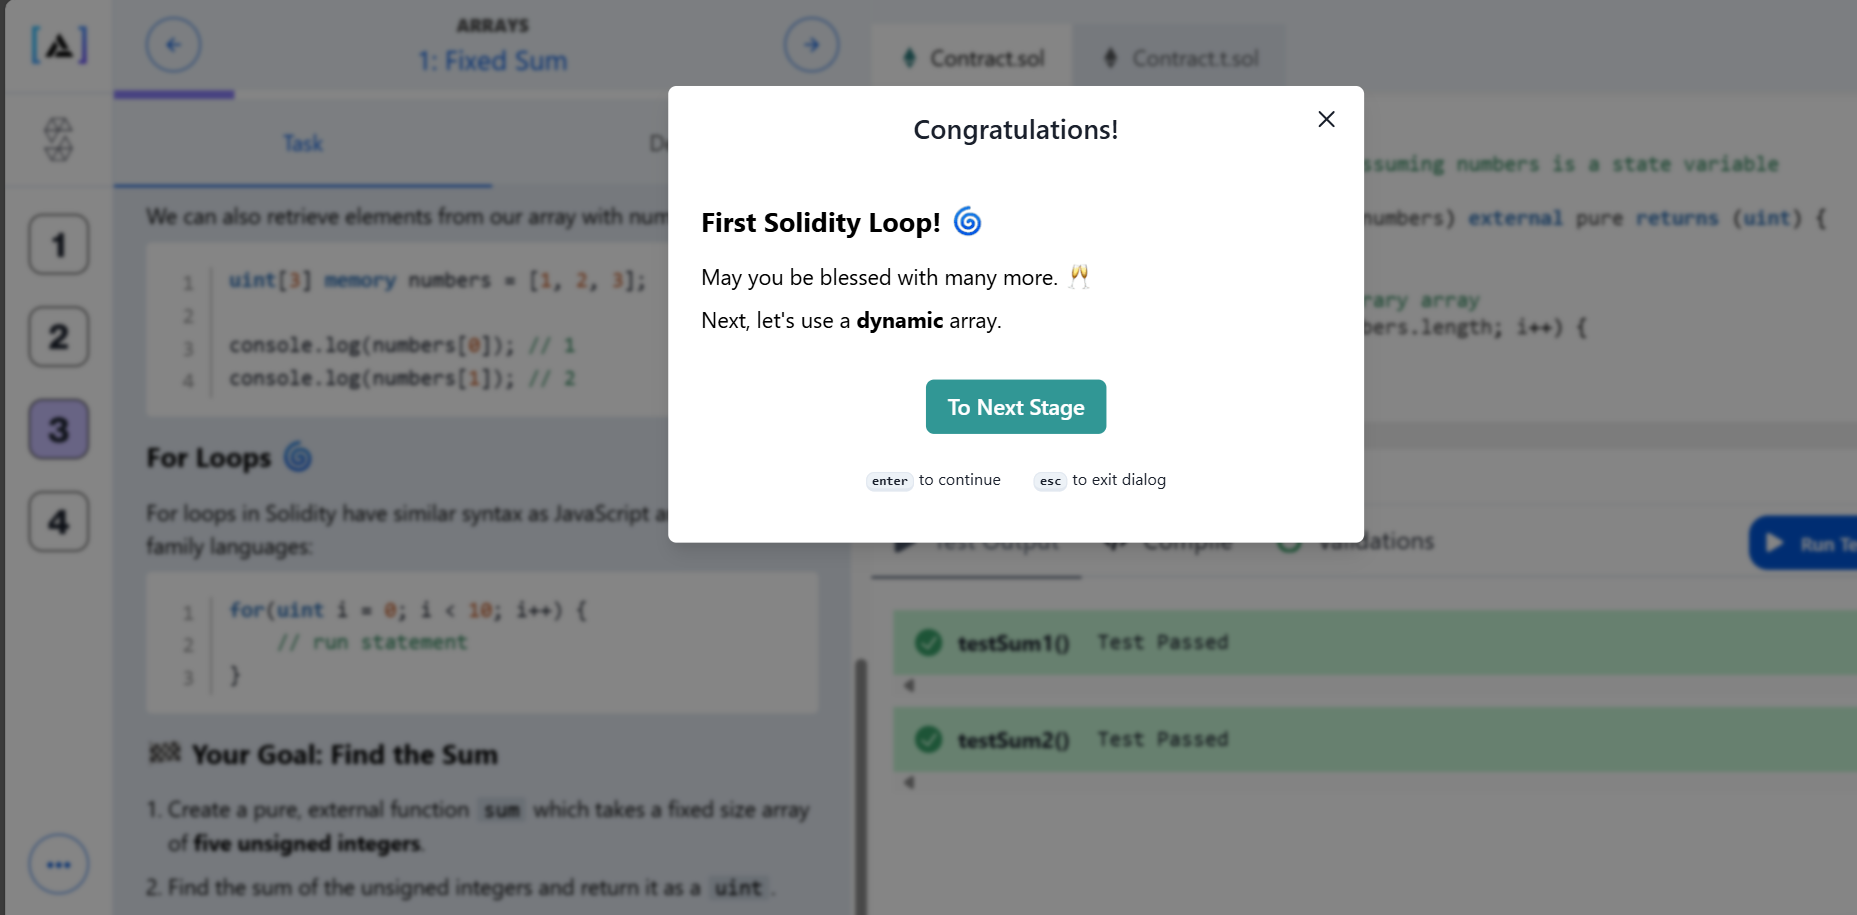 ARRAYS
1: Fixed Sum
Contract.sol
Contract.t.sol
Task
1
2
3
4
We can also retrieve elements from our array with
1 uint[3] memory numbers = [1, 2, 3];
2
3 console.log(numbers[0]); // 1
4 console.log(numbers[1]); // 2
For Loops
For loops in Solidity have similar syntax as JavaScript
family languages:
1 for(uint i = 0; i < 10; i++) {
2 // run statement
3 }
Your Goal: Find the Sum
1. Create a pure, external function sum which takes a fixed size array
of five unsigned integers.
2. Find the sum of the unsigned integers and return it as a uint.
Congratulations!
First Solidity Loop!
May you be blessed with many more.
Next, let's use a dynamic array.
To Next Stage
enter to continue esc to exit dialog
numbers is a state variable
numbers) external pure returns (uint) {
array
.length; i++) {
Test Output Compile Validations
Run
testSum1() Test Passed
testSum2() Test Passed